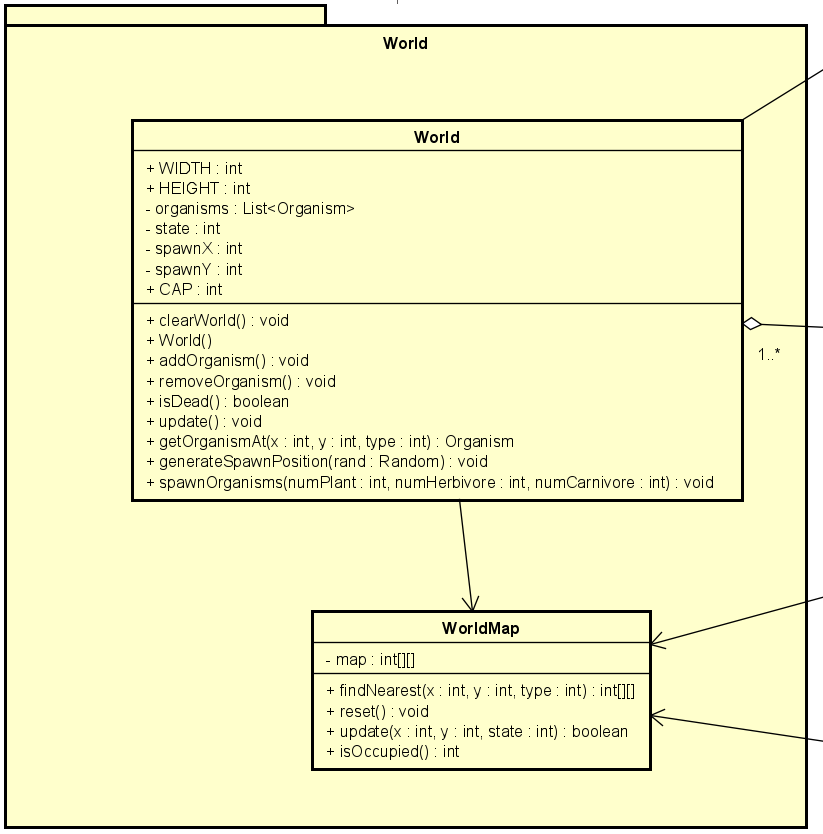 World
World
+ WIDTH : int
+ HEIGHT : int
- organisms : List<Organism>
- state : int
- spawnX : int
- spawnY : int
+ CAP : int
+ clearWorld() : void
+ World()
+ addOrganism() : void
+ removeOrganism() : void
+ isDead() : boolean
+ update() : void
+ getOrganismAt(x : int, y : int, type : int) : Organism
+ generateSpawnPosition(rand : Random) : void
+ spawnOrganisms(numPlant : int, numHerbivore : int, numCarnivore : int) : void
1..*
WorldMap
- map : int[][]
+ findNearest(x : int, y : int, type : int) : int[][]
+ reset() : void
+ update(x : int, y : int, state : int) : boolean
+ isOccupied() : int